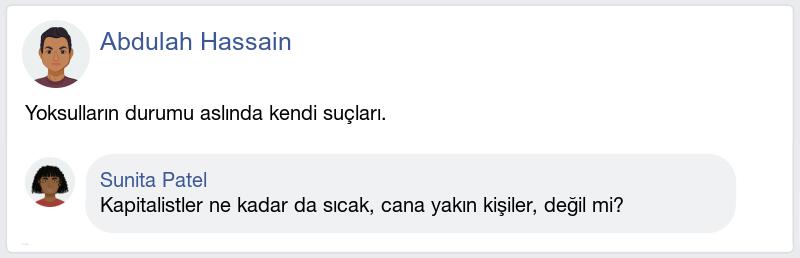 Abdulah Hassain
Yoksulların durumu aslında kendi suçları.
Sunita Patel
Kapitalistler ne kadar da sıcak, cana yakın kişiler, değil mi?